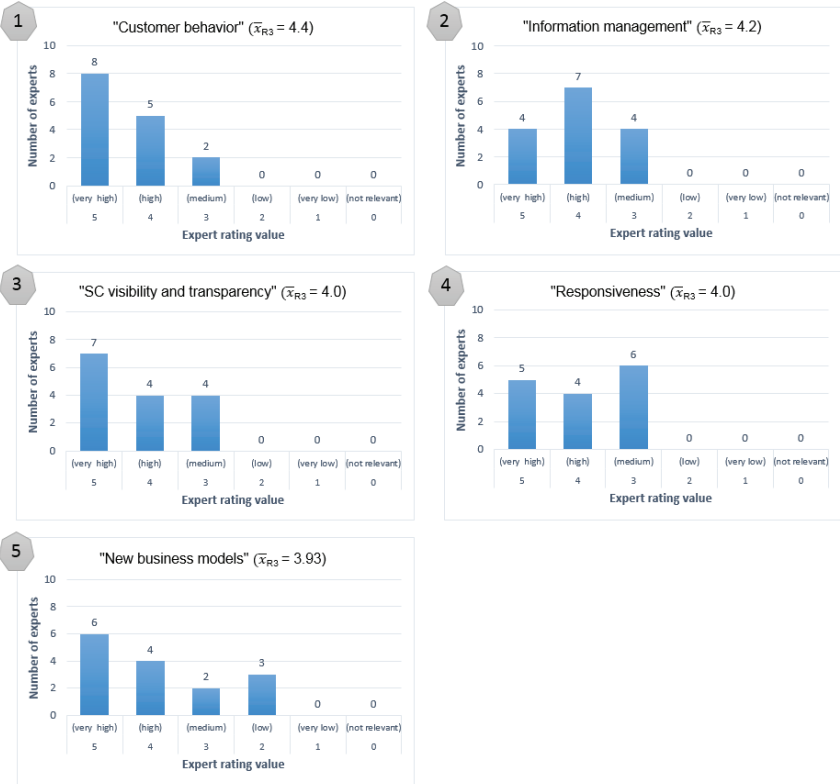 1
"Customer behavior" (x̅R3 = 4.4)
10
8
6
4
2
0
Number of experts
8
5
2
0
0
0
(very high) (high) (medium) (low) (very low) (not relevant)
5 4 3 2 1 0
Expert rating value
2
"Information management" (x̅R3 = 4.2)
10
8
6
4
2
0
Number of experts
4
7
4
0
0
0
(very high) (high) (medium) (low) (very low) (not relevant)
5 4 3 2 1 0
Expert rating value
3
"SC visibility and transparency" (x̅R3 = 4.0)
10
8
6
4
2
0
Number of experts
7
4
4
0
0
0
(very high) (high) (medium) (low) (very low) (not relevant)
5 4 3 2 1 0
Expert rating value
4
"Responsiveness" (x̅R3 = 4.0)
10
8
6
4
2
0
Number of experts
5
4
6
0
0
0
(very high) (high) (medium) (low) (very low) (not relevant)
5 4 3 2 1 0
Expert rating value
5
"New business models" (x̅R3 = 3.93)
10
8
6
4
2
0
Number of experts
6
4
2
3
0
0
(very high) (high) (medium) (low) (very low) (not relevant)
5 4 3 2 1 0
Expert rating value